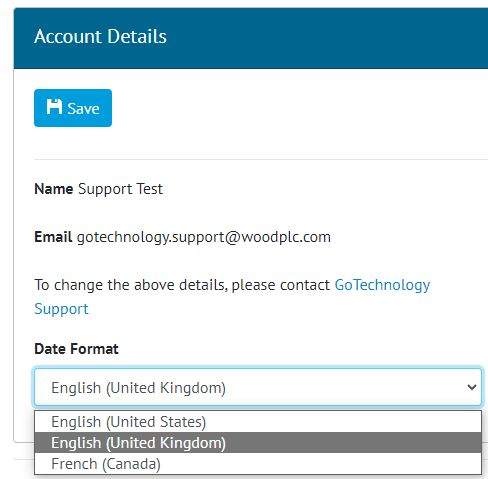 Account Details
Save
Name Support Test
Email gotechnology.support@woodplc.com
To change the above details, please contact GoTechnology
Support
Date Format
English (United Kingdom)
English (United States)
English (United Kingdom)
French (Canada)